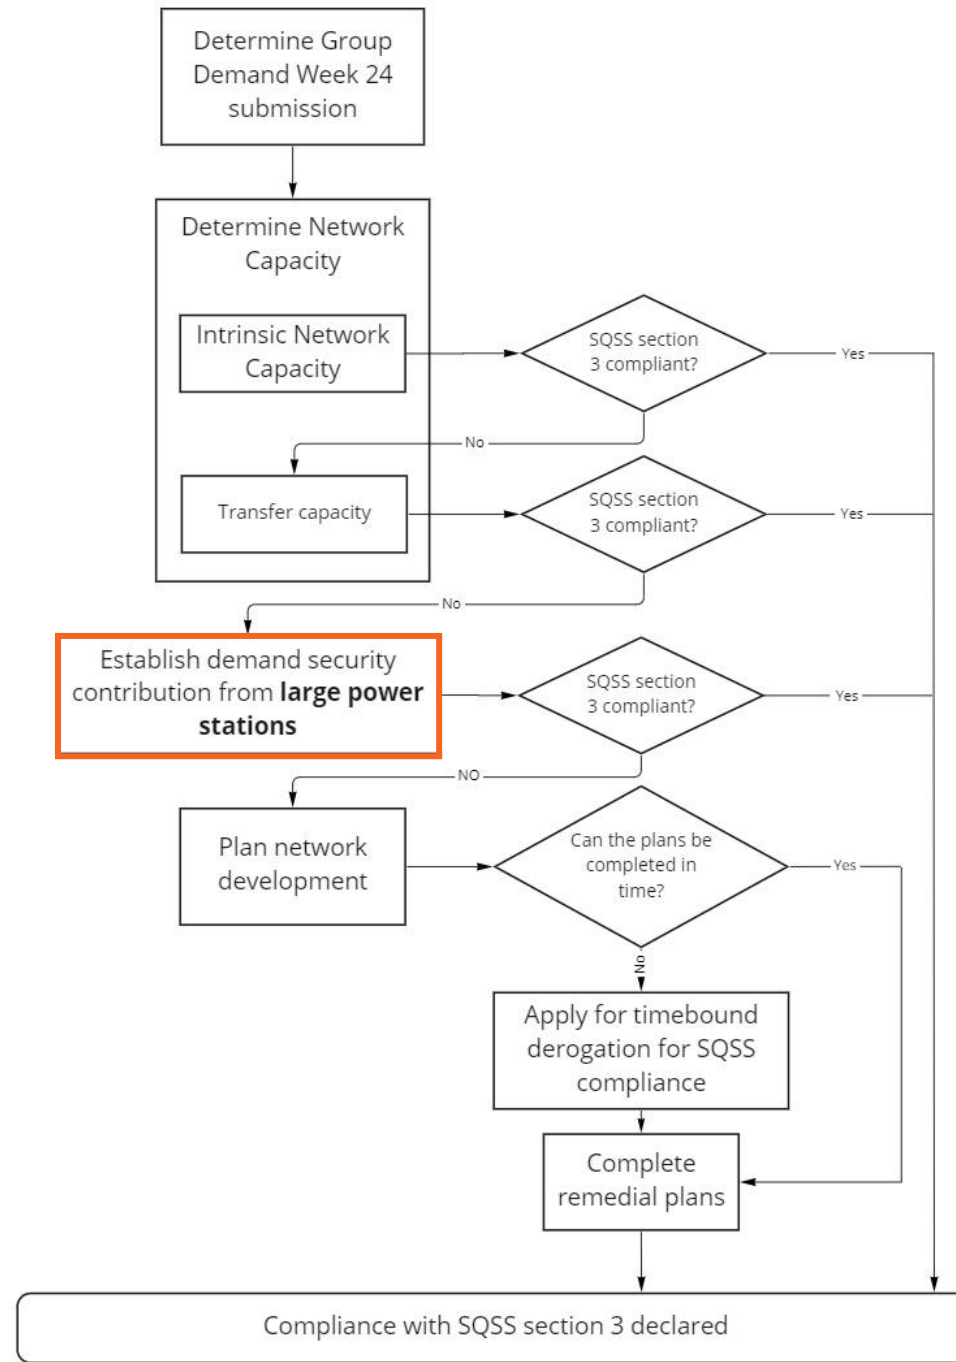 Determine Group
Demand Week 24
submission
Determine Network
Capacity
Intrinsic Network
Capacity
SQSS section
3 compliant?
Yes
No
Transfer capacity
SQSS section
3 compliant?
Yes
No
Establish demand security
contribution from large power
stations
SQSS section
3 compliant?
Yes
NO
Plan network
development
Can the plans be
completed in
time?
Yes
No
Apply for timebound
derogation for SQSS
compliance
Complete
remedial plans
Compliance with SQSS section 3 declared